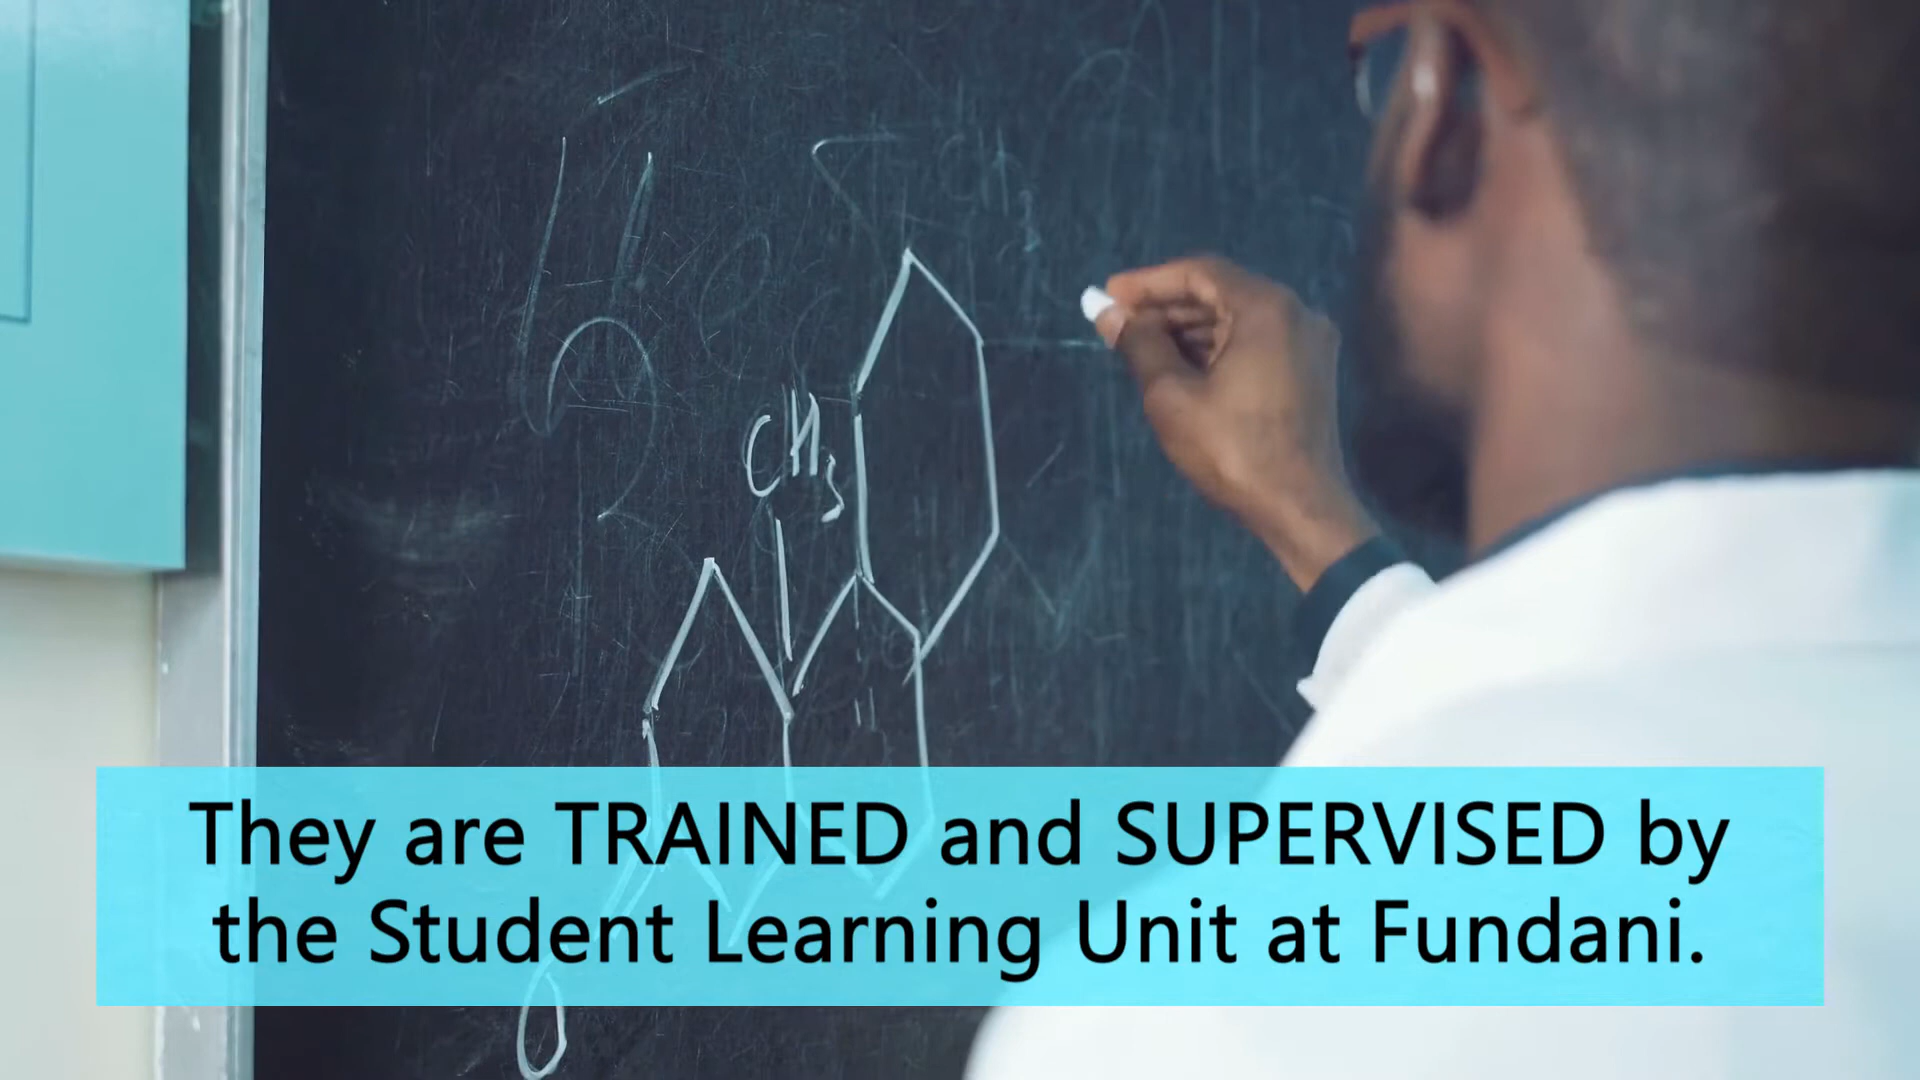 CH3
They are TRAINED and SUPERVISED by
the Student Learning Unit at Fundani.